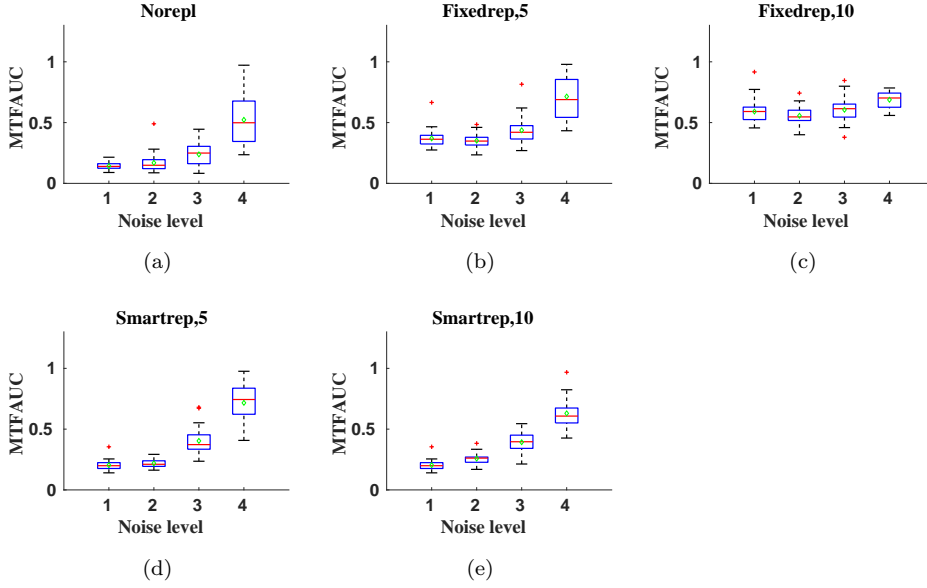 Norepl
MTFAUC
1
0.5
0
1 2 3 4
Noise level
(a)
Fixedrep,5
MTFAUC
1
0.5
0
1 2 3 4
Noise level
(b)
Fixedrep,10
MTFAUC
1
0.5
0
1 2 3 4
Noise level
(c)
Smartrep,5
MTFAUC
1
0.5
0
1 2 3 4
Noise level
(d)
Smartrep,10
MTFAUC
1
0.5
0
1 2 3 4
Noise level
(e)